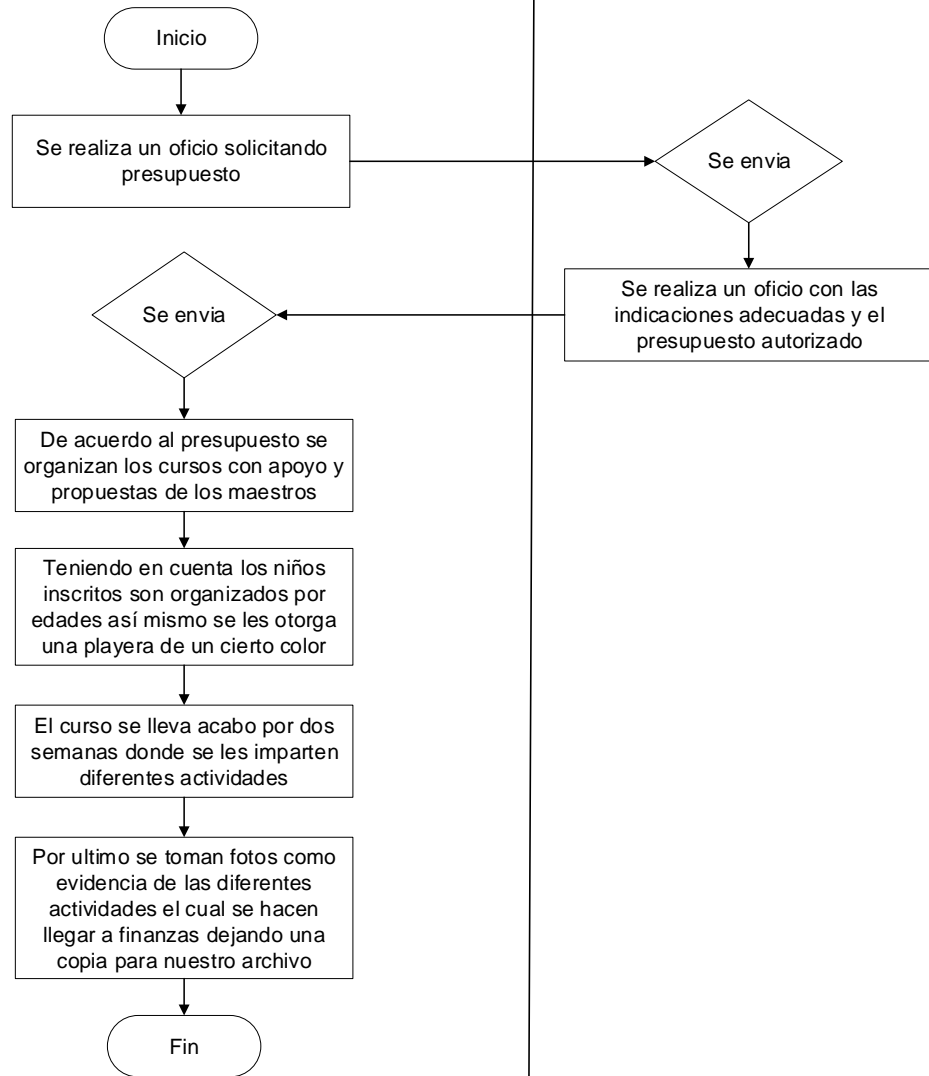 Inicio
Se realiza un oficio solicitando
presupuesto
Se envia
Se realiza un oficio con las
indicaciones adecuadas y el
presupuesto autorizado
Se envia
De acuerdo al presupuesto se
organizan los cursos con apoyo y
propuestas de los maestros
Teniendo en cuenta los niños
inscritos son organizados por
edades así mismo se les otorga
una playera de un cierto color
El curso se lleva acabo por dos
semanas donde se les imparten
diferentes actividades
Por ultimo se toman fotos como
evidencia de las diferentes
actividades el cual se hacen
llegar a finanzas dejando una
copia para nuestro archivo
Fin